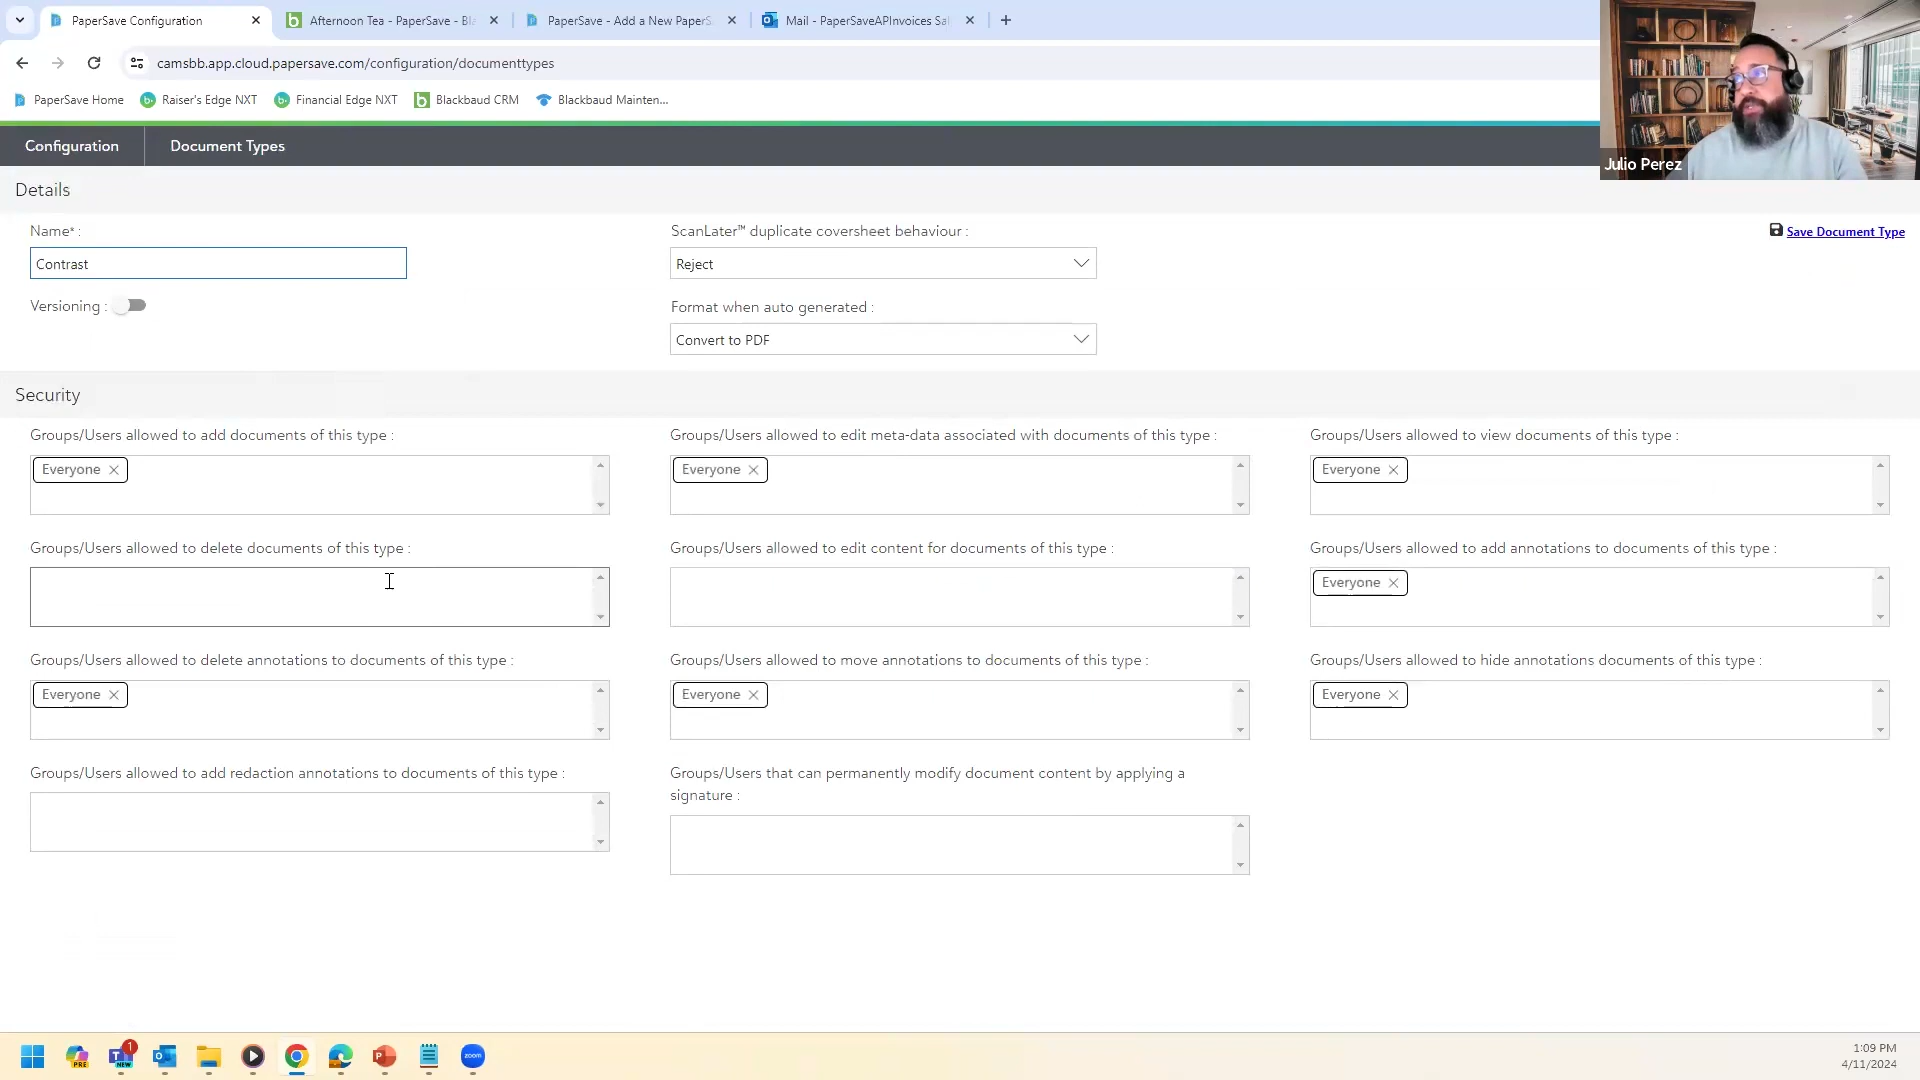 PaperSave Configuration
Afternoon Tea - PaperSave - Bl
PaperSave - Add a New PaperS
Mail - PaperSaveAPInvoices Sal
camsbb.app.cloud.papersave.com/configuration/documenttypes
PaperSave Home
Raiser's Edge NXT
Financial Edge NXT
Blackbaud CRM
Blackbaud Mainten...
Julio Perez
Configuration
Document Types
Details
Name* :
ScanLater™ duplicate coversheet behaviour :
Save Document Type
Contrast
Reject
Versioning :
Format when auto generated :
Convert to PDF
Security
Groups/Users allowed to add documents of this type :
Groups/Users allowed to edit meta-data associated with documents of this type :
Groups/Users allowed to view documents of this type :
Everyone
Everyone
Everyone
Groups/Users allowed to delete documents of this type :
Groups/Users allowed to edit content for documents of this type :
Groups/Users allowed to add annotations to documents of this type :
Everyone
Groups/Users allowed to delete annotations to documents of this type :
Groups/Users allowed to move annotations to documents of this type :
Groups/Users allowed to hide annotations documents of this type :
Everyone
Everyone
Everyone
Groups/Users allowed to add redaction annotations to documents of this type :
Groups/Users that can permanently modify document content by applying a
signature :
PRE
1
NEW
zoom
1:09 PM
4/11/2024